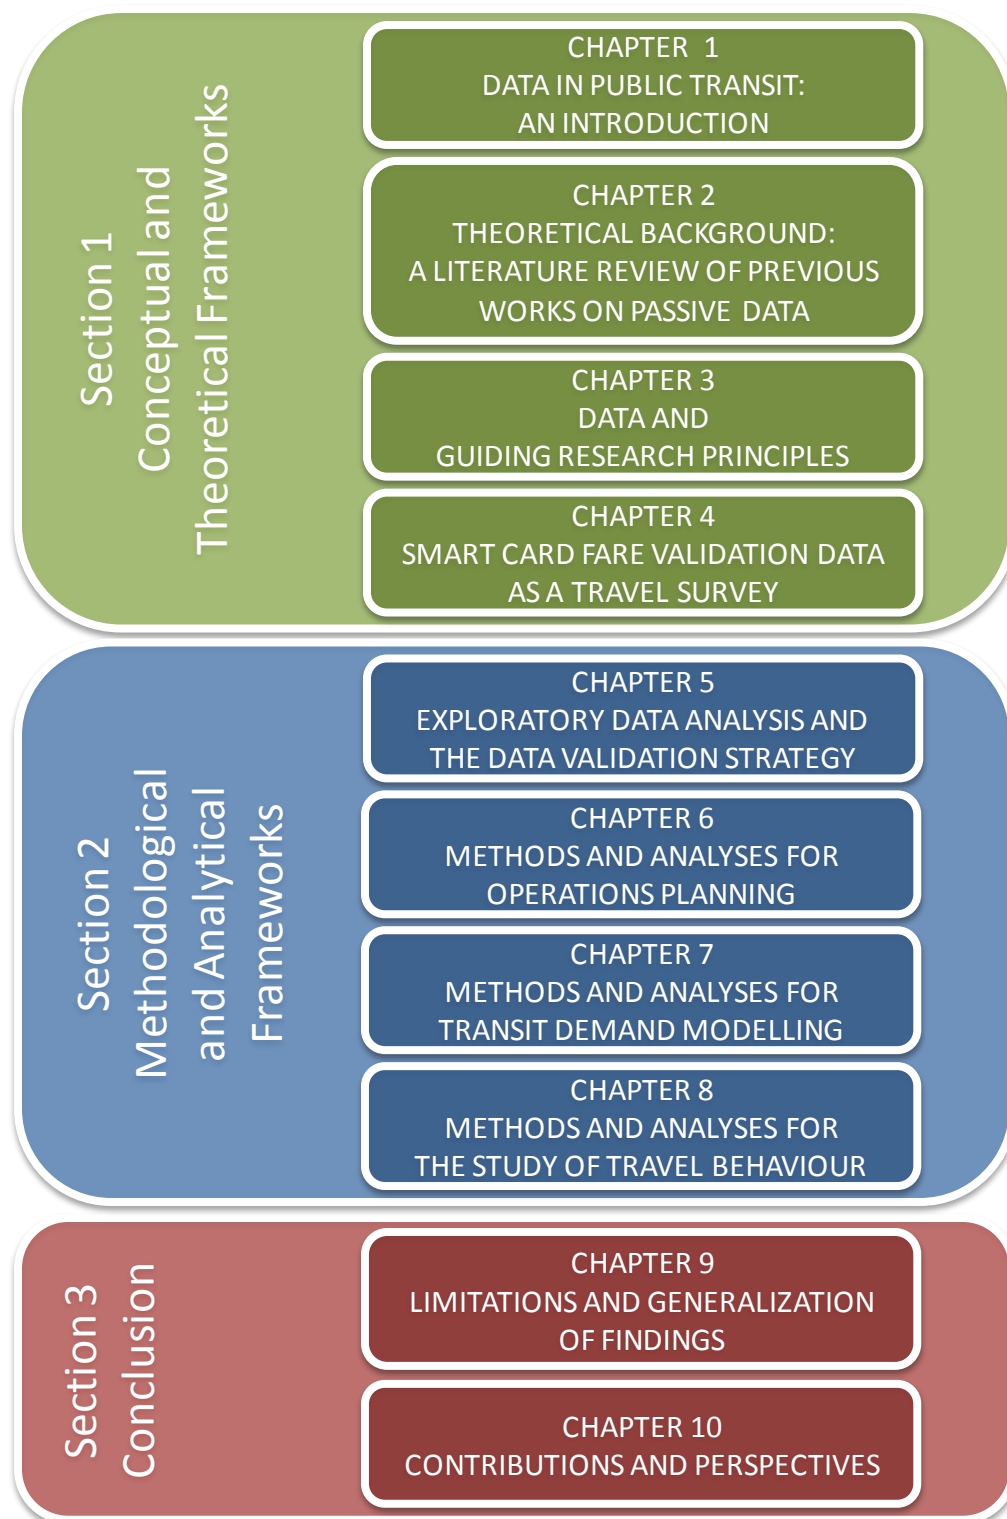 Section 1
Conceptual and
Theoretical Frameworks
CHAPTER 1
DATA IN PUBLIC TRANSIT:
AN INTRODUCTION
CHAPTER 2
THEORETICAL BACKGROUND:
A LITERATURE REVIEW OF PREVIOUS
WORKS ON PASSIVE DATA
CHAPTER 3
DATA AND
GUIDING RESEARCH PRINCIPLES
CHAPTER 4
SMART CARD FARE VALIDATION DATA
AS A TRAVEL SURVEY
Section 2
Methodological
and Analytical
Frameworks
CHAPTER 5
EXPLORATORY DATA ANALYSIS AND
THE DATA VALIDATION STRATEGY
CHAPTER 6
METHODS AND ANALYSES FOR
OPERATIONS PLANNING
CHAPTER 7
METHODS AND ANALYSES FOR
TRANSIT DEMAND MODELLING
CHAPTER 8
METHODS AND ANALYSES FOR
THE STUDY OF TRAVEL BEHAVIOUR
Section 3
Conclusion
CHAPTER 9
LIMITATIONS AND GENERALIZATION
OF FINDINGS
CHAPTER 10
CONTRIBUTIONS AND PERSPECTIVES